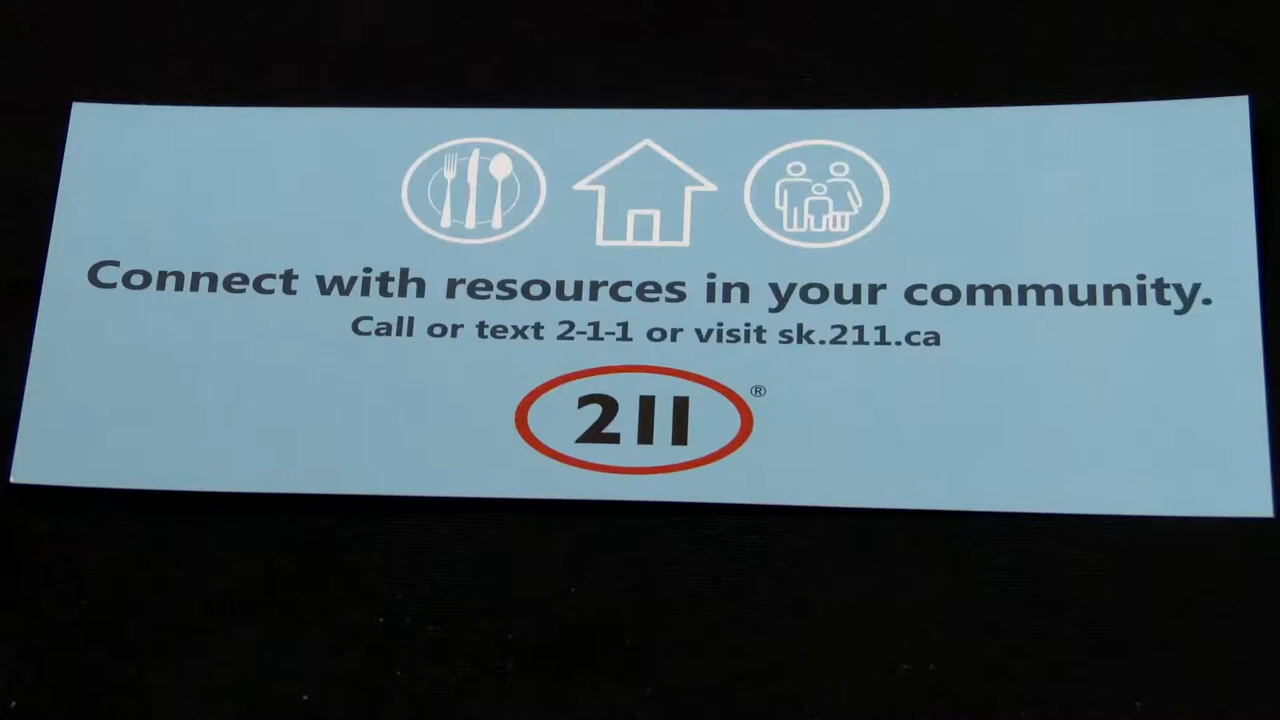 Connect with resources in your community.
Call or text 2-1-1 or visit sk.211.ca
211®